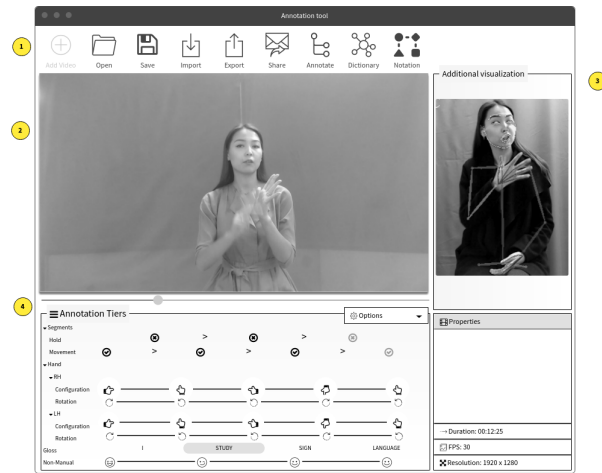 Annotation tool
1
Add Video Open Save Import Export Share Annotate Dictionary Notation
Additional visualization
3
2
4
Annotation Tiers
Options
Segments
Hold > >
Movement > > >
Hand
RH
Configuration
Rotation
LH
Configuration
Rotation
Gloss I STUDY SIGN LANGUAGE
Non-Manual
Properties
→ Duration: 00:12:25
FPS: 30
Resolution: 1920 x 1280